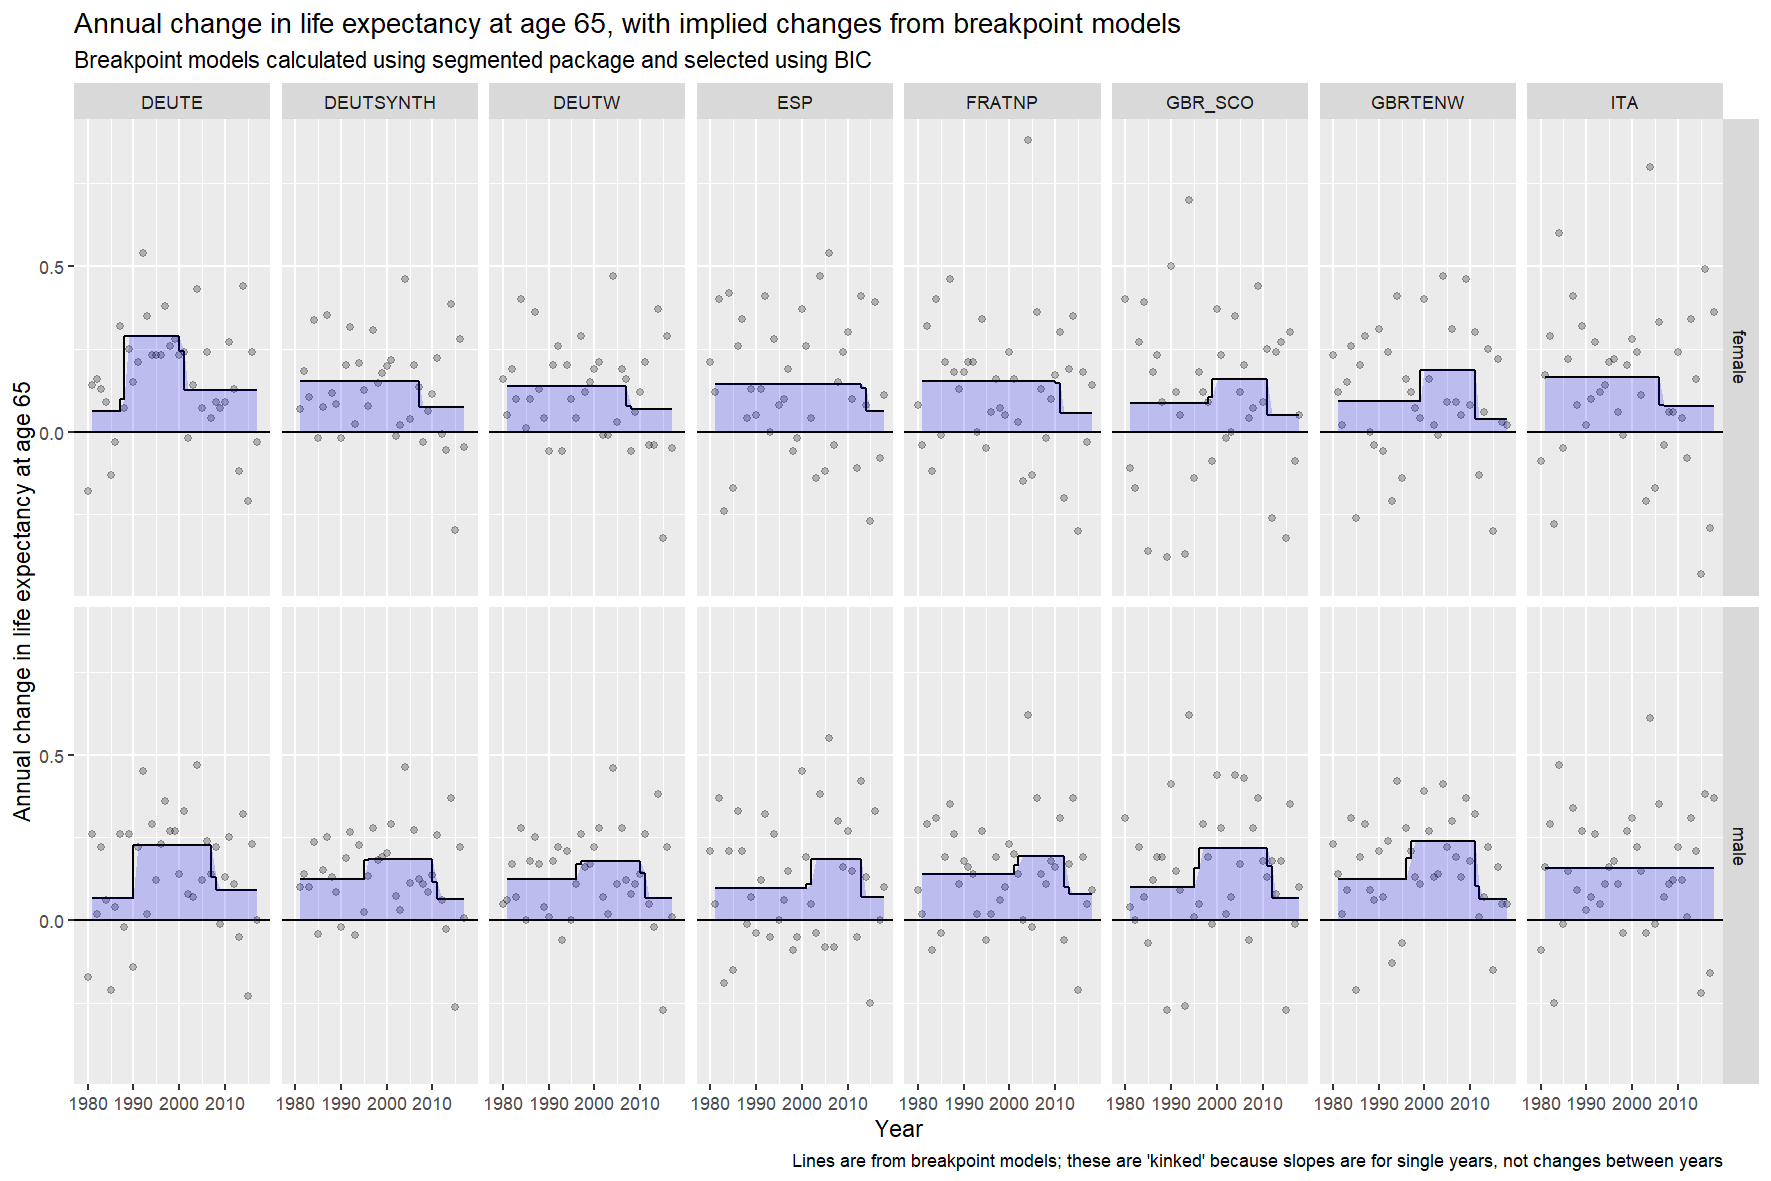 Annual change in life expectancy at age 65, with implied changes from breakpoint models
Breakpoint models calculated using segmented package and selected using BIC
DEUTE DEUTSYNTH DEUTW ESP FRATNP GBR_SCO GBRTENW ITA
Annual change in life expectancy at age 65
0.5
0.0
female
0.5
0.0
male
1980 1990 2000 2010 1980 1990 2000 2010 1980 1990 2000 2010 1980 1990 2000 2010 1980 1990 2000 2010 1980 1990 2000 2010 1980 1990 2000 2010 1980 1990 2000 2010
Year
Lines are from breakpoint models; these are 'kinked' because slopes are for single years, not changes between years